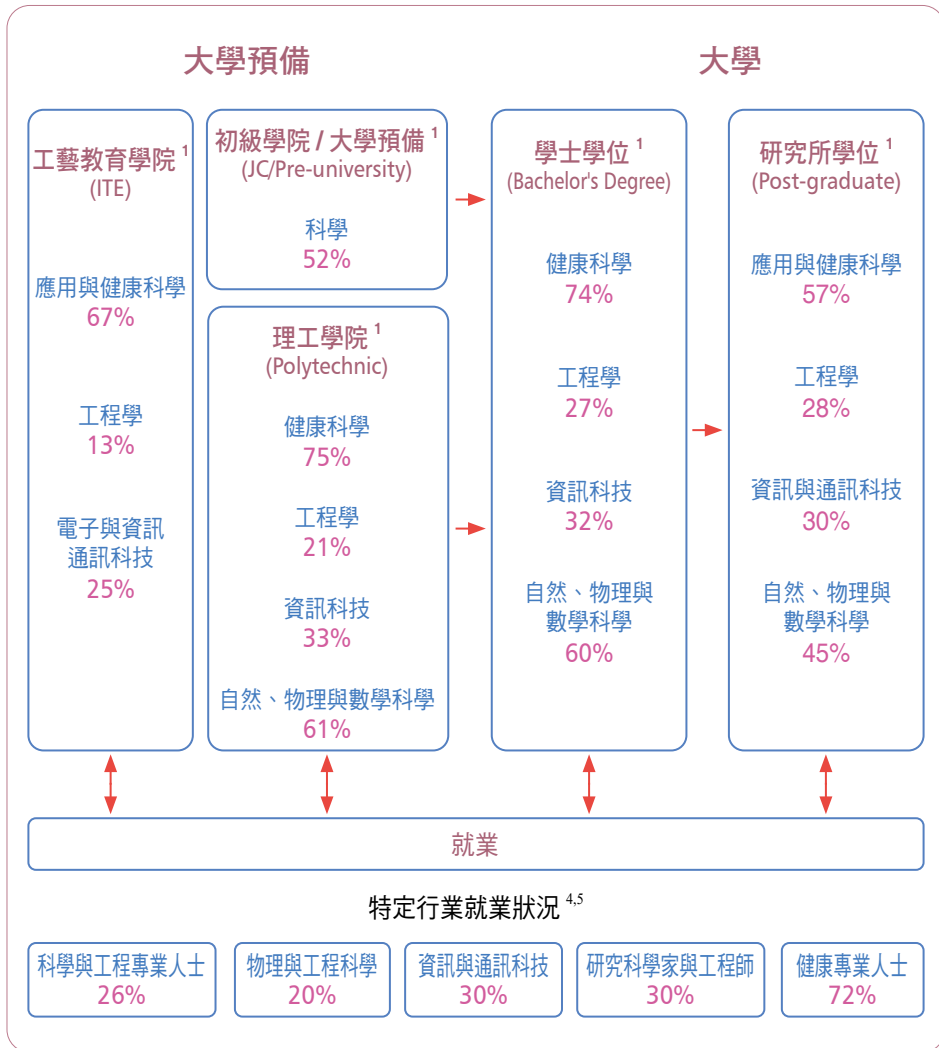 大學預備
大學
工藝教育學院 1
(ITE)
應用與健康科學
67%
工程學
13%
電子與資訊
通訊科技
25%
初級學院 / 大學預備 1
(JC/Pre-university)
科學
52%
理工學院 1
(Polytechnic)
健康科學
75%
工程學
21%
資訊科技
33%
自然、物理與數學科學
61%
學士學位 1
(Bachelor's Degree)
健康科學
74%
工程學
27%
資訊科技
32%
自然、物理與
數學科學
60%
研究所學位 1
(Post-graduate)
應用與健康科學
57%
工程學
28%
資訊與通訊科技
30%
自然、物理與
數學科學
45%
就業
特定行業就業狀況 4,5
科學與工程專業人士
26%
物理與工程科學
20%
資訊與通訊科技
30%
研究科學家與工程師
30%
健康專業人士
72%